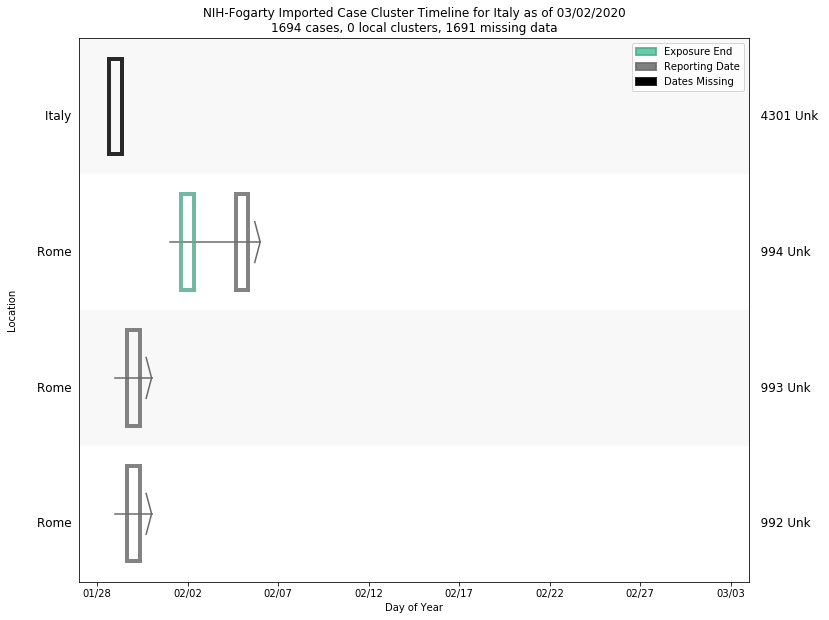 NIH-Fogarty Imported Case Cluster Timeline for Italy as of 03/02/2020
1694 cases, 0 local clusters, 1691 missing data
Exposure End
Reporting Date
Dates Missing
Italy
4301 Unk
Rome
994 Unk
Rome
993 Unk
Rome
992 Unk
Location
01/28 02/02 02/07 02/12 02/17 02/22 02/27 03/03
Day of Year